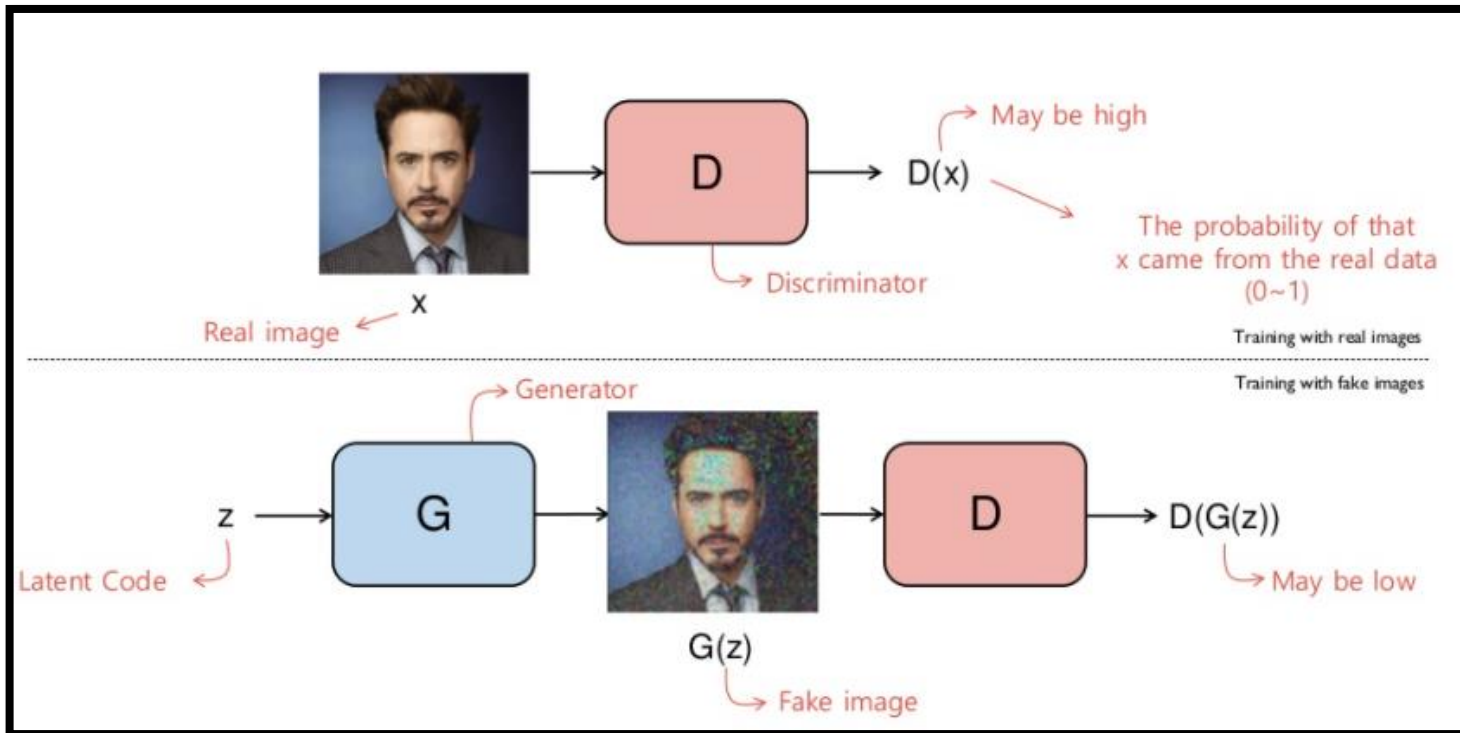 May be high
D
D(x)
The probability of that
x came from the real data
(0~1)
Discriminator
x
Real image
Training with real images
Training with fake images
Generator
z
G
D
D(G(z))
Latent Code
May be low
G(z)
Fake image